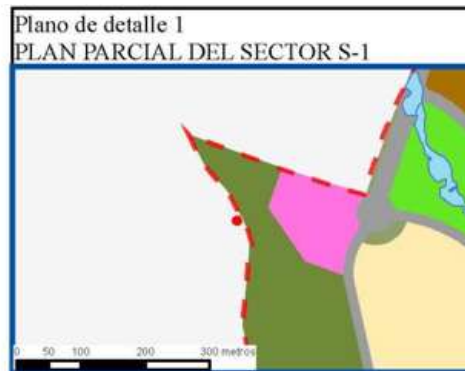 Plano de detalle 1
PLAN PARCIAL DEL SECTOR S-1
0 50 100 200 300 metros